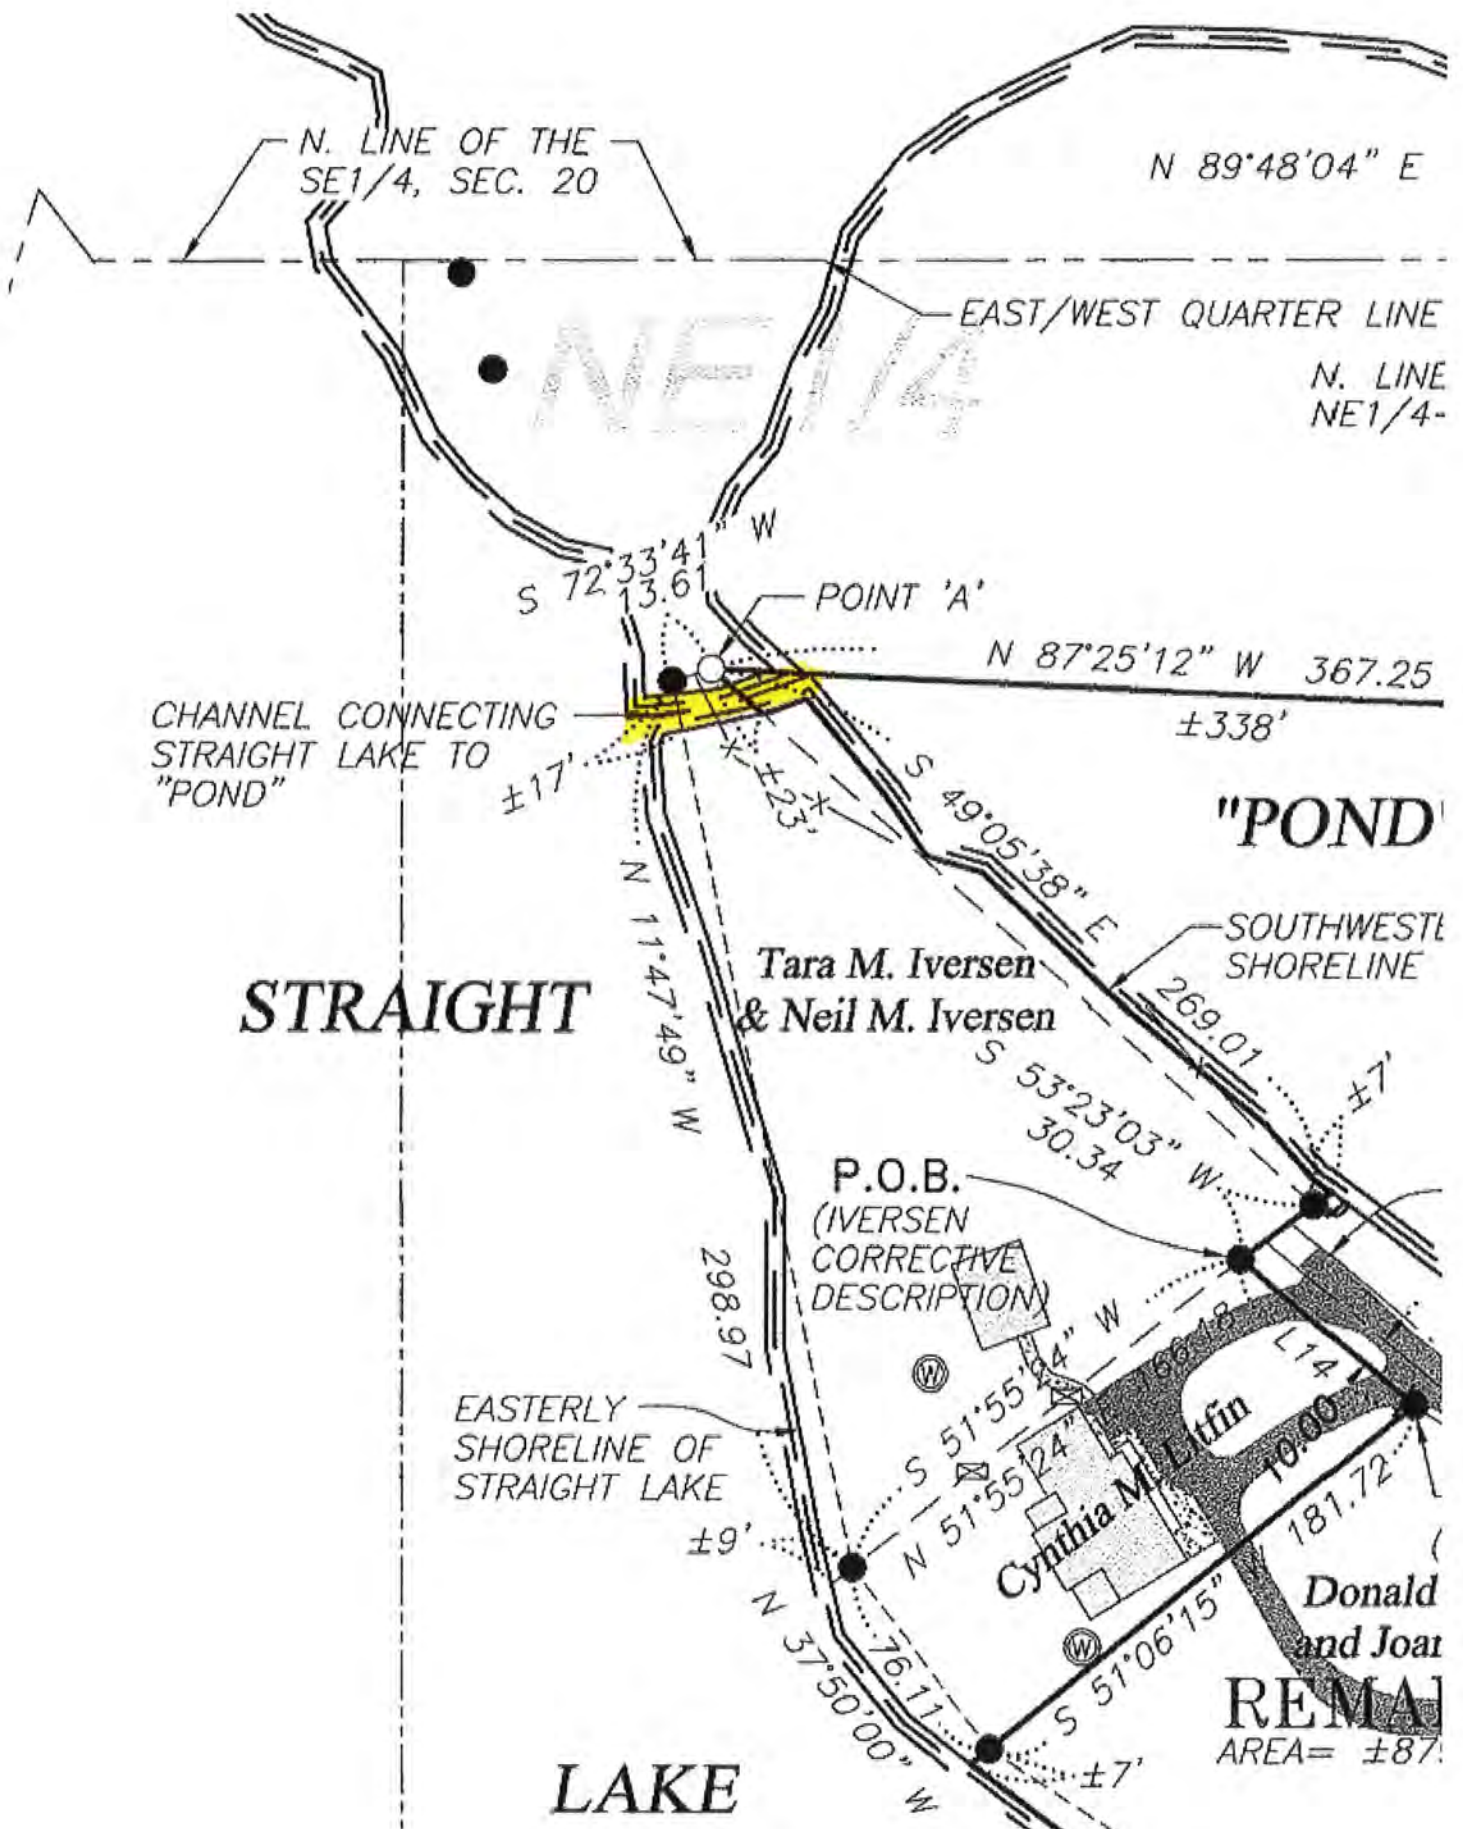 N. LINE OF THE
SE1/4, SEC. 20
N 89°48'04" E
EAST/WEST QUARTER LINE
NE1/4
N. LINE
NE1/4-
S 72°33'41" W
13.61
POINT 'A'
N 87°25'12" W 367.25
±338'
CHANNEL CONNECTING
STRAIGHT LAKE TO
"POND"
±17'
±23'
S 49°05'38" E
269.01
"POND"
SOUTHWESTE
SHORELINE
N 11°47'49" W
298.97
Tara M. Iversen
& Neil M. Iversen
STRAIGHT
S 53°23'03" W
30.34
±7'
P.O.B.
(IVERSEN
CORRECTIVE
DESCRIPTION)
166.18
L14
10.00
W
S 51°55'24" W
N 51°55'24" E
EASTERLY
SHORELINE OF
STRAIGHT LAKE
±9'
Cynthia M. Litfin
181.72
S 51°06'15" W
W
N 37°50'00" W
76.11
Donald
and Joan
REMAI
AREA= ±87
±7'
LAKE